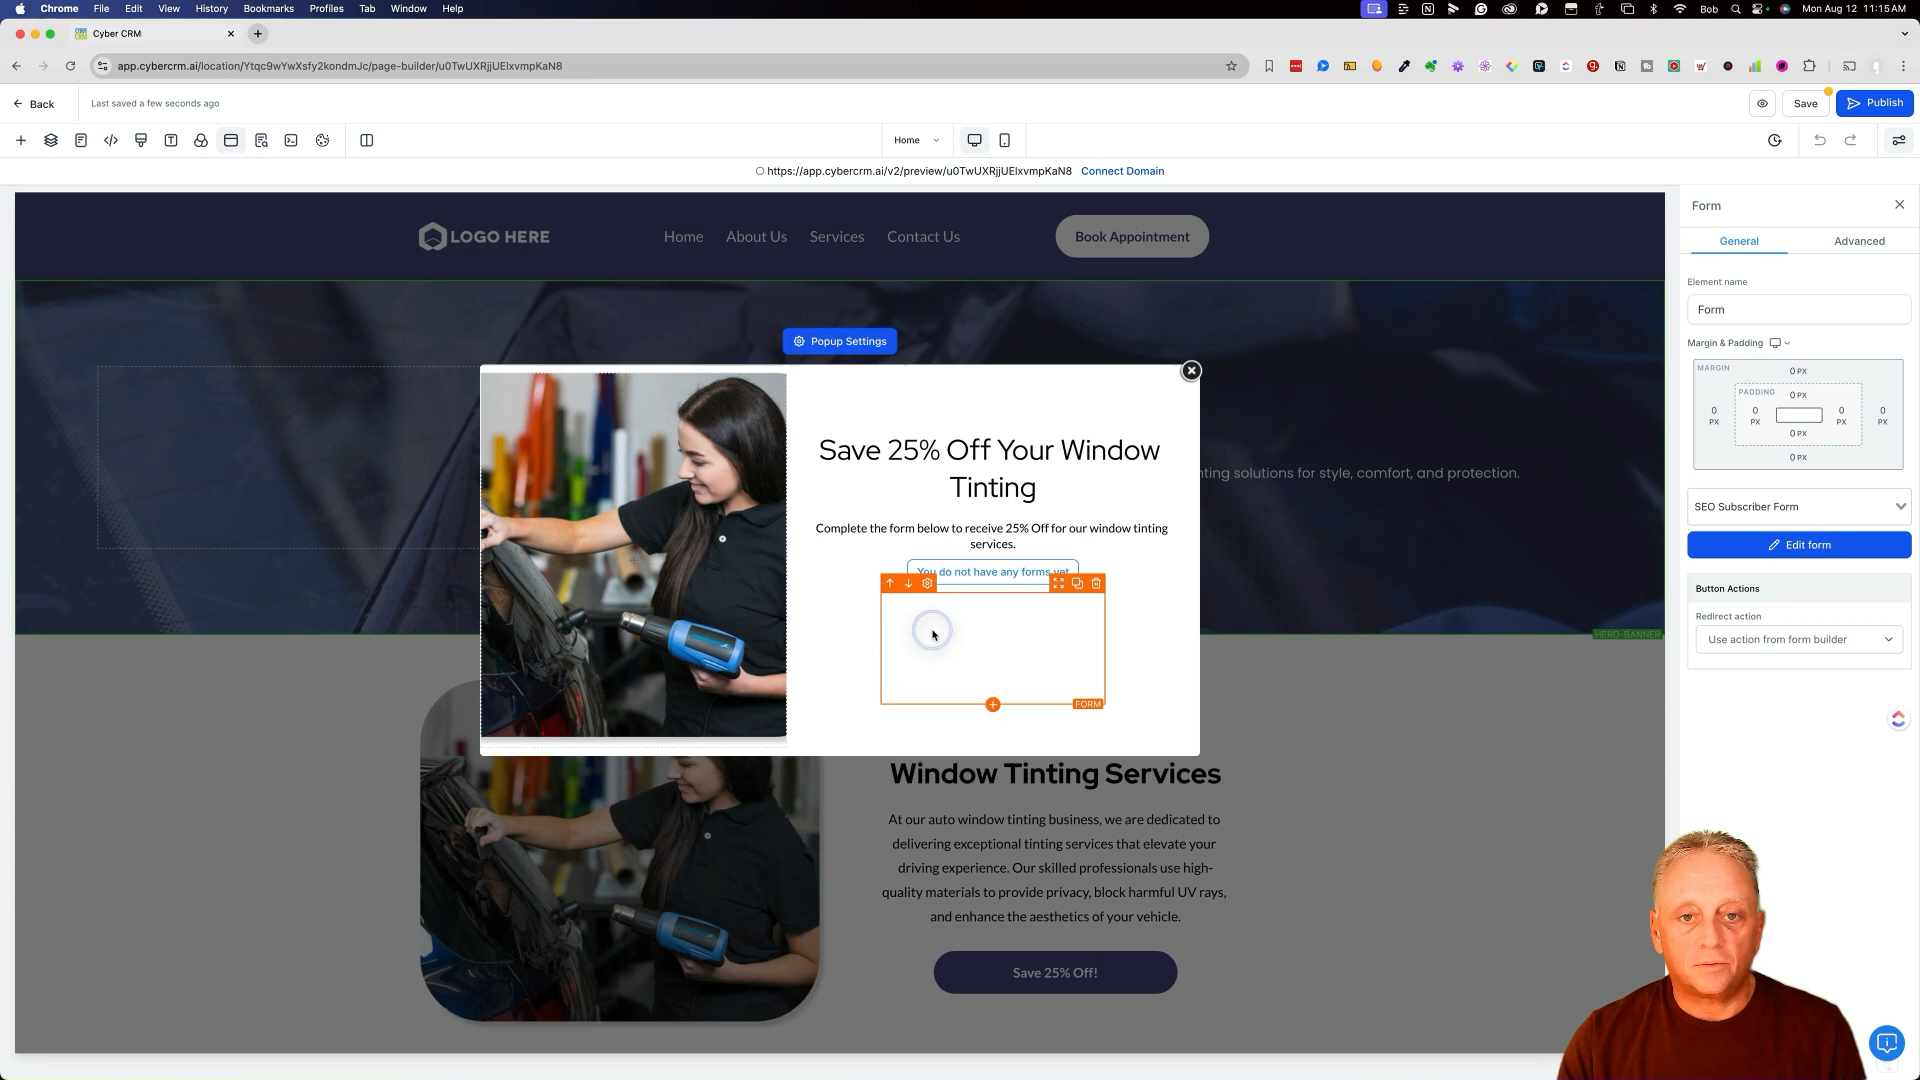 Chrome File Edit View History Bookmarks Profiles Tab Window Help
Bob Mon Aug 12 11:15AM
Cyber CRM
app.cybercrm.ai/location/Ytqc9wYwXsfy2kondmJc/page-builder/u0TwUXRjjUElxvmpKaN8
Back Last saved a few seconds ago
Save Publish
Home
https://app.cybercrm.ai/v2/preview/u0TwUXRjjUElxvmpKaN8 Connect Domain
LOGO HERE Home About Us Services Contact Us Book Appointment
Popup Settings
Save 25% Off Your Window
Tinting
nting solutions for style, comfort, and protection.
Complete the form below to receive 25% Off for our window tinting
services.
You do not have any forms yet
FORM
HERO-BANNER
Window Tinting Services
At our auto window tinting business, we are dedicated to
delivering exceptional tinting services that elevate your
driving experience. Our skilled professionals use high-
quality materials to provide privacy, block harmful UV rays,
and enhance the aesthetics of your vehicle.
Save 25% Off!
Form
General Advanced
Element name
Form
Margin & Padding
MARGIN
0 PX
PADDING
0 PX
0 PX 0 PX 0 PX 0 PX
0 PX
0 PX
SEO Subscriber Form
Edit form
Button Actions
Redirect action
Use action from form builder